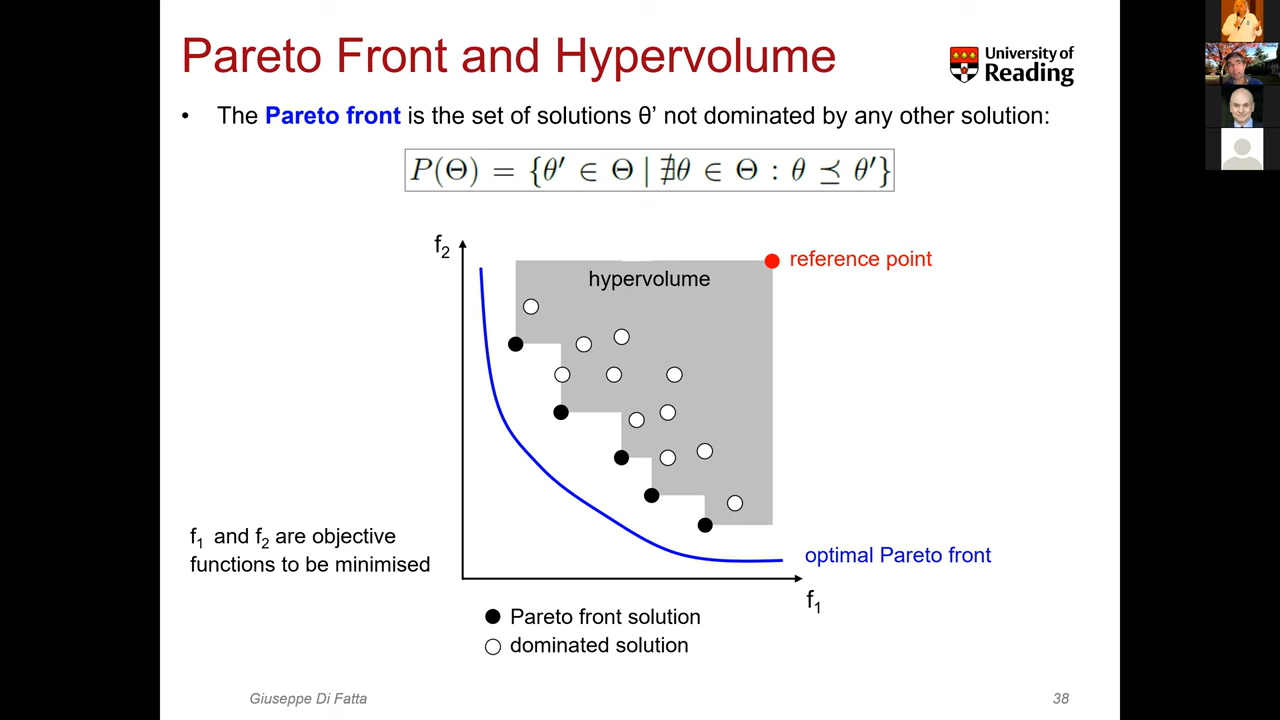 Pareto Front and Hypervolume
University of
Reading
• The Pareto front is the set of solutions θ’ not dominated by any other solution:
P(Θ) = {θ′ ∈ Θ | ∄θ ∈ Θ : θ ⪯ θ′}
f₂
reference point
hypervolume
f₁ and f₂ are objective
functions to be minimised
optimal Pareto front
f₁
Pareto front solution
dominated solution
Giuseppe Di Fatta
38